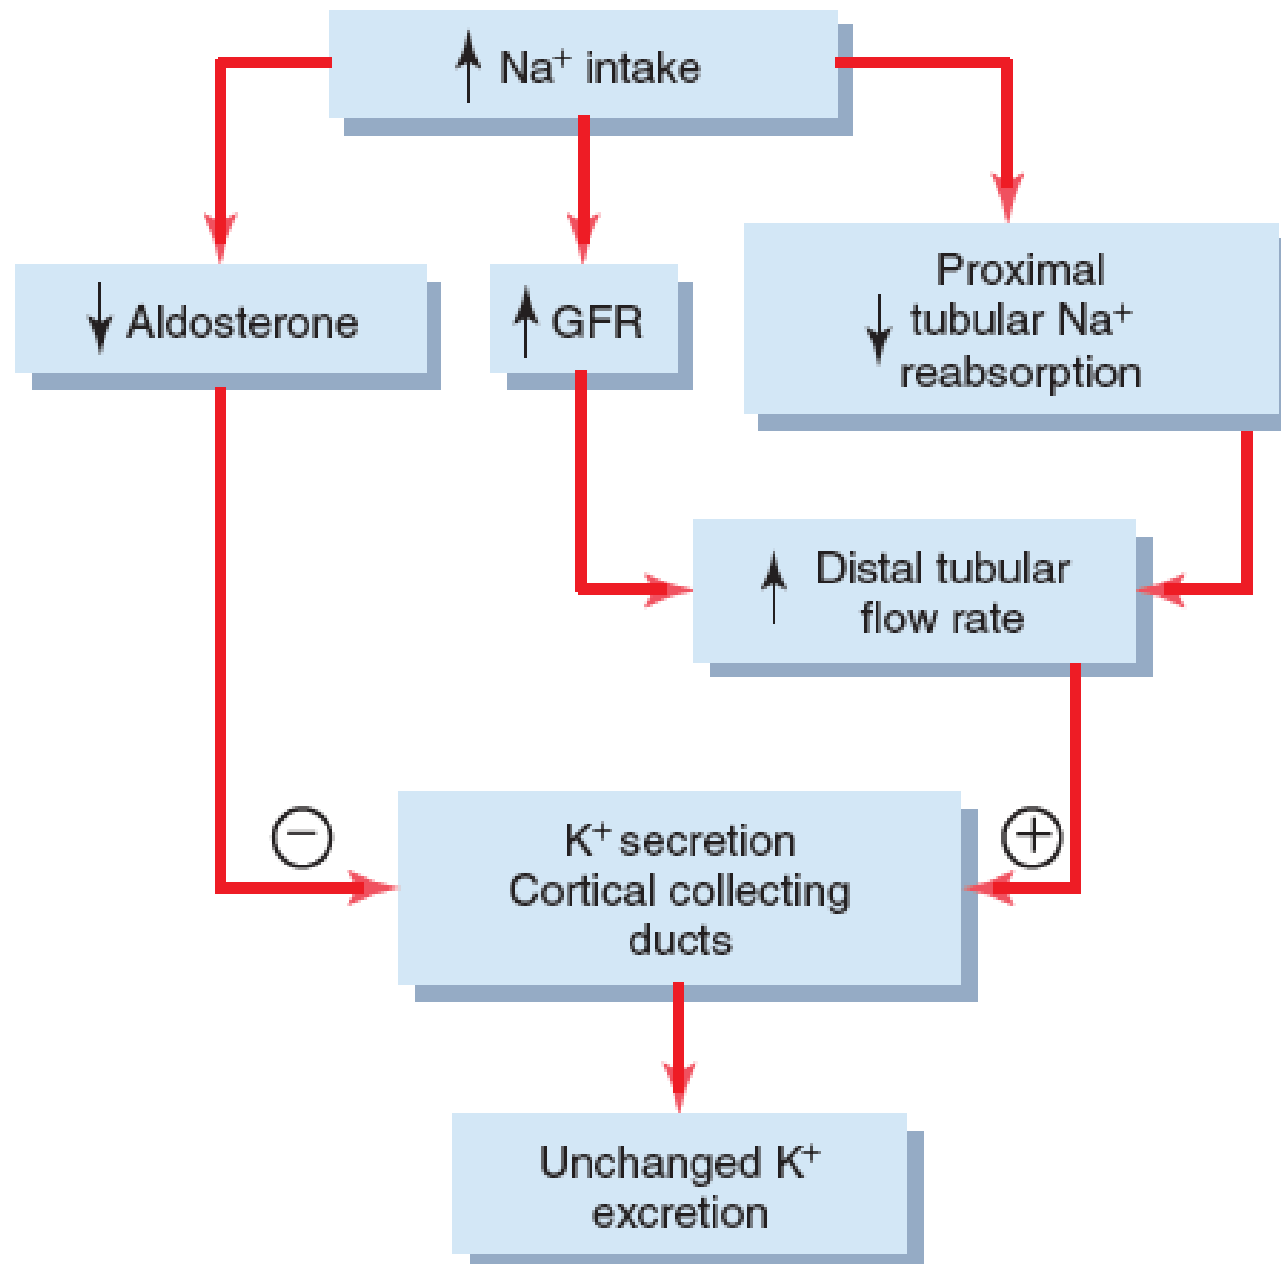 ↑ Na⁺ intake
↓ Aldosterone
↑ GFR
Proximal
↓ tubular Na⁺
reabsorption
↑ Distal tubular
flow rate
−
+
K⁺ secretion
Cortical collecting
ducts
Unchanged K⁺
excretion